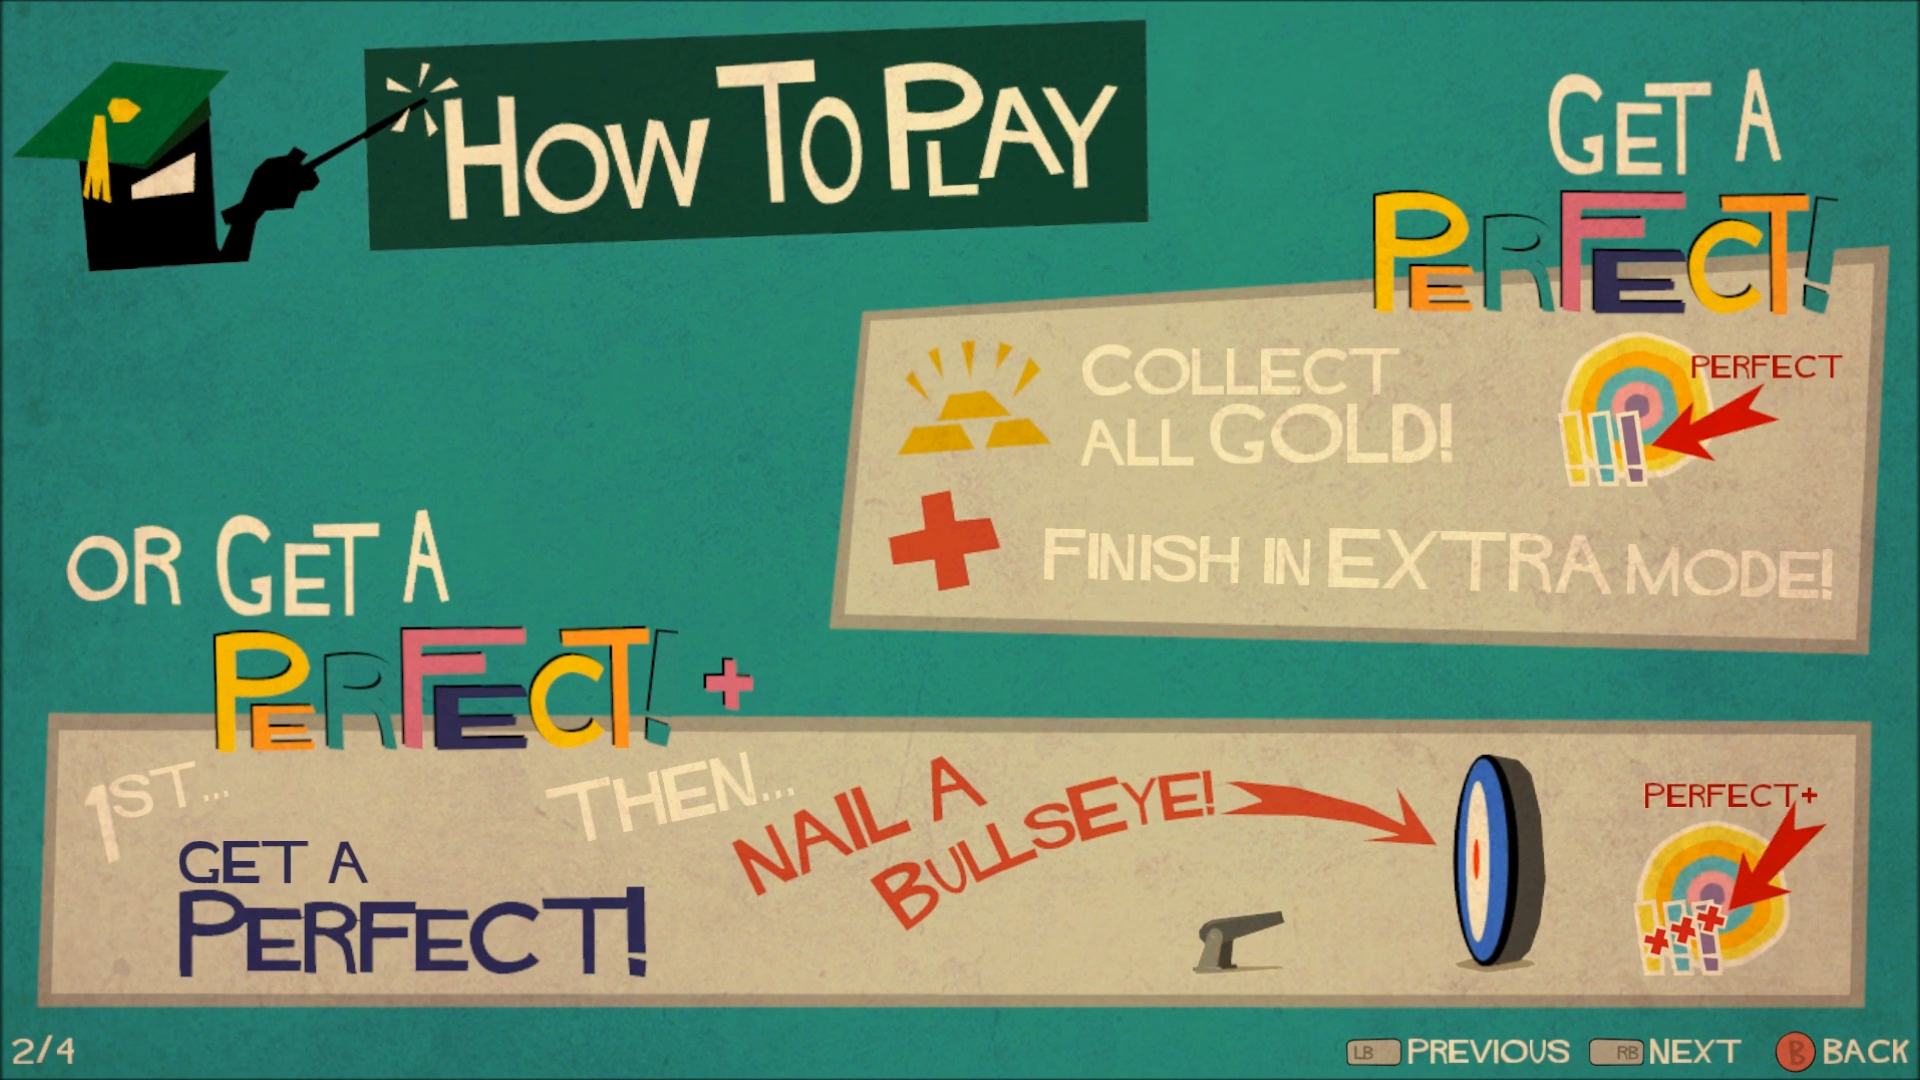 HOW TO PLAY
GET A
PERFECT!
COLLECT
ALL GOLD!
PERFECT
FINISH IN EXTRA MODE!
OR GET A
PERFECT! +
1ST...
GET A
PERFECT!
THEN...
NAIL A
BULLSEYE!
PERFECT+
2/4
LB PREVIOUS RB NEXT B BACK